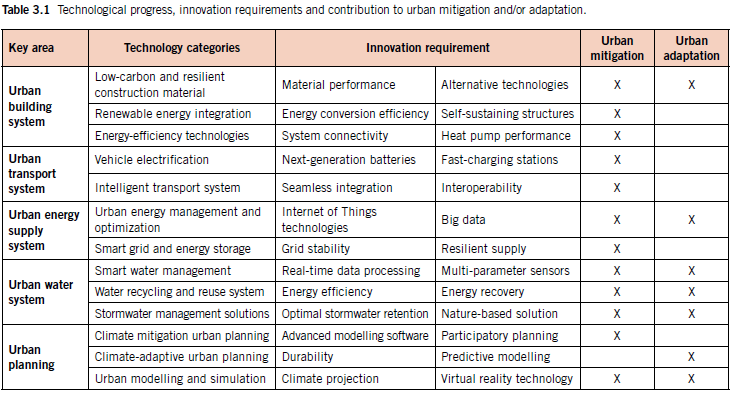 Table 3.1 Technological progress, innovation requirements and contribution to urban mitigation and/or adaptation.
Key area Technology categories Innovation requirement Urban mitigation Urban adaptation
Urban building system
Low-carbon and resilient construction material Material performance Alternative technologies X X
Renewable energy integration Energy conversion efficiency Self-sustaining structures X
Energy-efficiency technologies System connectivity Heat pump performance X
Urban transport system
Vehicle electrification Next-generation batteries Fast-charging stations X
Intelligent transport system Seamless integration Interoperability X
Urban energy supply system
Urban energy management and optimization Internet of Things technologies Big data X X
Smart grid and energy storage Grid stability Resilient supply X
Urban water system
Smart water management Real-time data processing Multi-parameter sensors X X
Water recycling and reuse system Energy efficiency Energy recovery X X
Stormwater management solutions Optimal stormwater retention Nature-based solution X X
Urban planning
Climate mitigation urban planning Advanced modelling software Participatory planning X
Climate-adaptive urban planning Durability Predictive modelling X
Urban modelling and simulation Climate projection Virtual reality technology X X